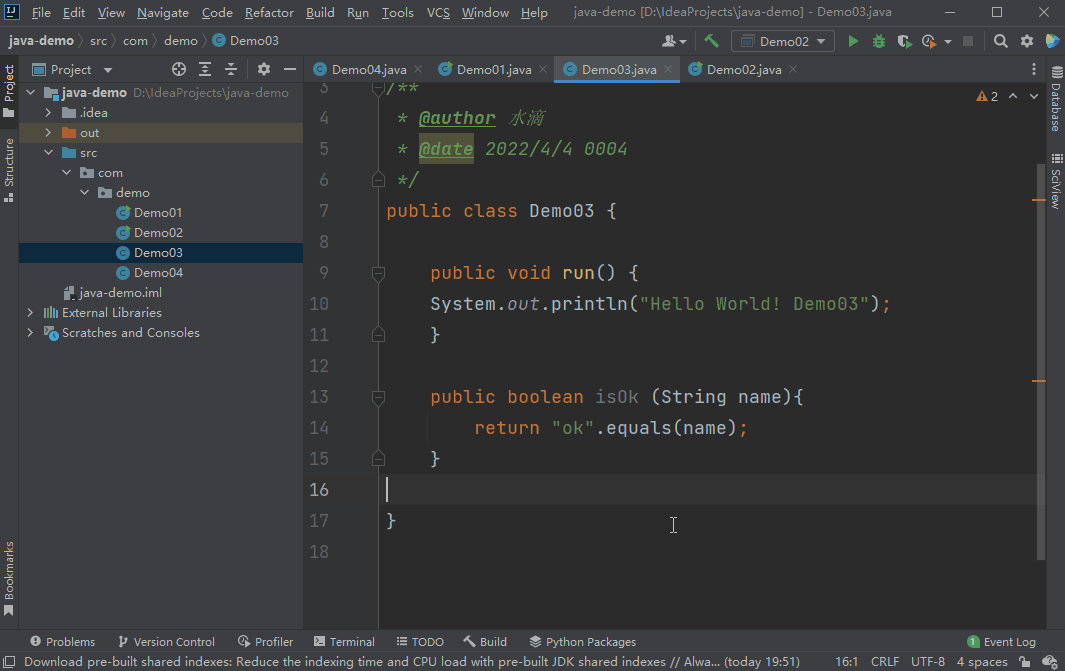 File Edit View Navigate Code Refactor Build Run Tools VCS Window Help java-demo [D:\IdeaProjects\java-demo] - Demo03.java
java-demo src com demo Demo03 Demo02
Project
Demo04.java Demo01.java Demo03.java Demo02.java
java-demo D:\IdeaProjects\java-demo
.idea
out
src
com
demo
Demo01
Demo02
Demo03
Demo04
java-demo.iml
External Libraries
Scratches and Consoles
Project
Structure
Bookmarks
3 /**
4 * @author 水滴
5 * @date 2022/4/4 0004
6 */
7 public class Demo03 {
8
9 public void run() {
10 System.out.println("Hello World! Demo03");
11 }
12
13 public boolean isOk (String name){
14 return "ok".equals(name);
15 }
16
17 }
18
2
Database
SciView
Problems Version Control Profiler Terminal TODO Build Python Packages 1 Event Log
Download pre-built shared indexes: Reduce the indexing time and CPU load with pre-built JDK shared indexes // Alwa... (today 19:51) 16:1 CRLF UTF-8 4 spaces